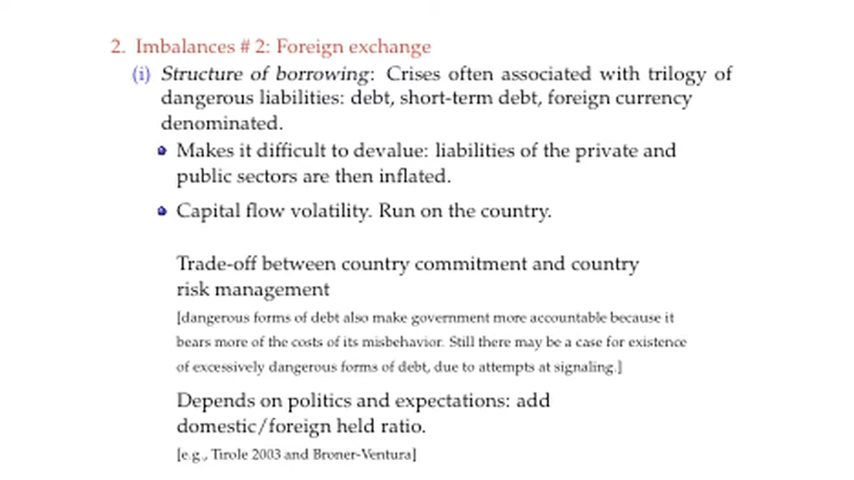 2. Imbalances # 2: Foreign exchange
(i) Structure of borrowing: Crises often associated with trilogy of
dangerous liabilities: debt, short-term debt, foreign currency
denominated.
Makes it difficult to devalue: liabilities of the private and
public sectors are then inflated.
Capital flow volatility. Run on the country.
Trade-off between country commitment and country
risk management
[dangerous forms of debt also make government more accountable because it
bears more of the costs of its misbehavior. Still there may be a case for existence
of excessively dangerous forms of debt, due to attempts at signaling.]
Depends on politics and expectations: add
domestic/foreign held ratio.
[e.g., Tirole 2003 and Broner-Ventura]